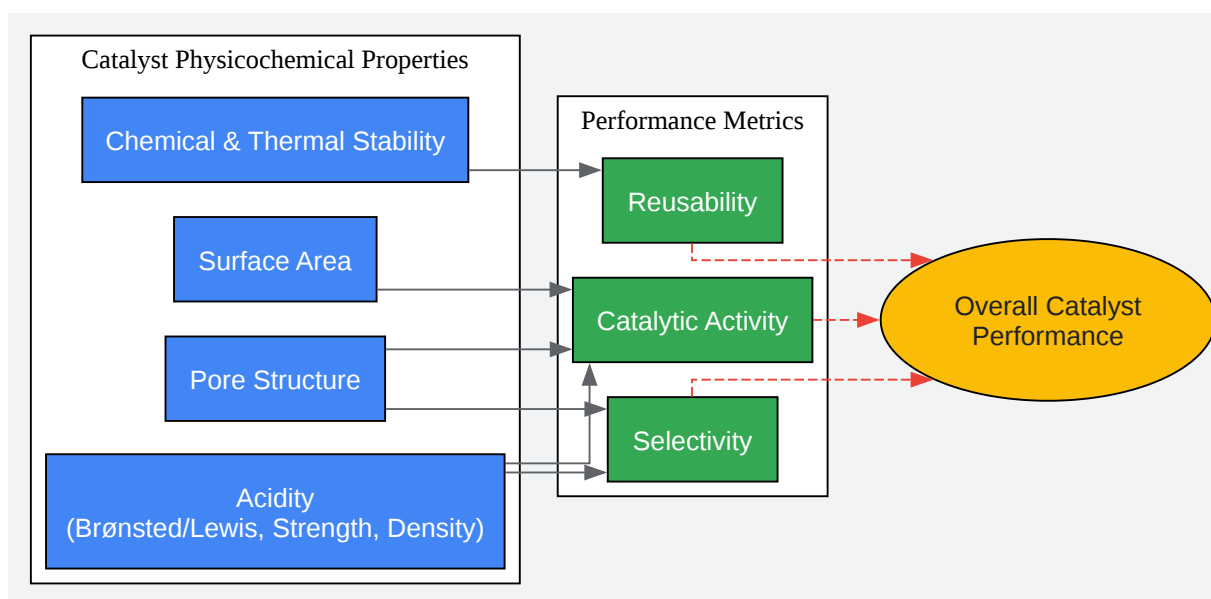 Catalyst Physicochemical Properties
Chemical & Thermal Stability
Surface Area
Pore Structure
Acidity
(Brønsted/Lewis, Strength, Density)
Performance Metrics
Reusability
Catalytic Activity
Selectivity
Overall Catalyst
Performance